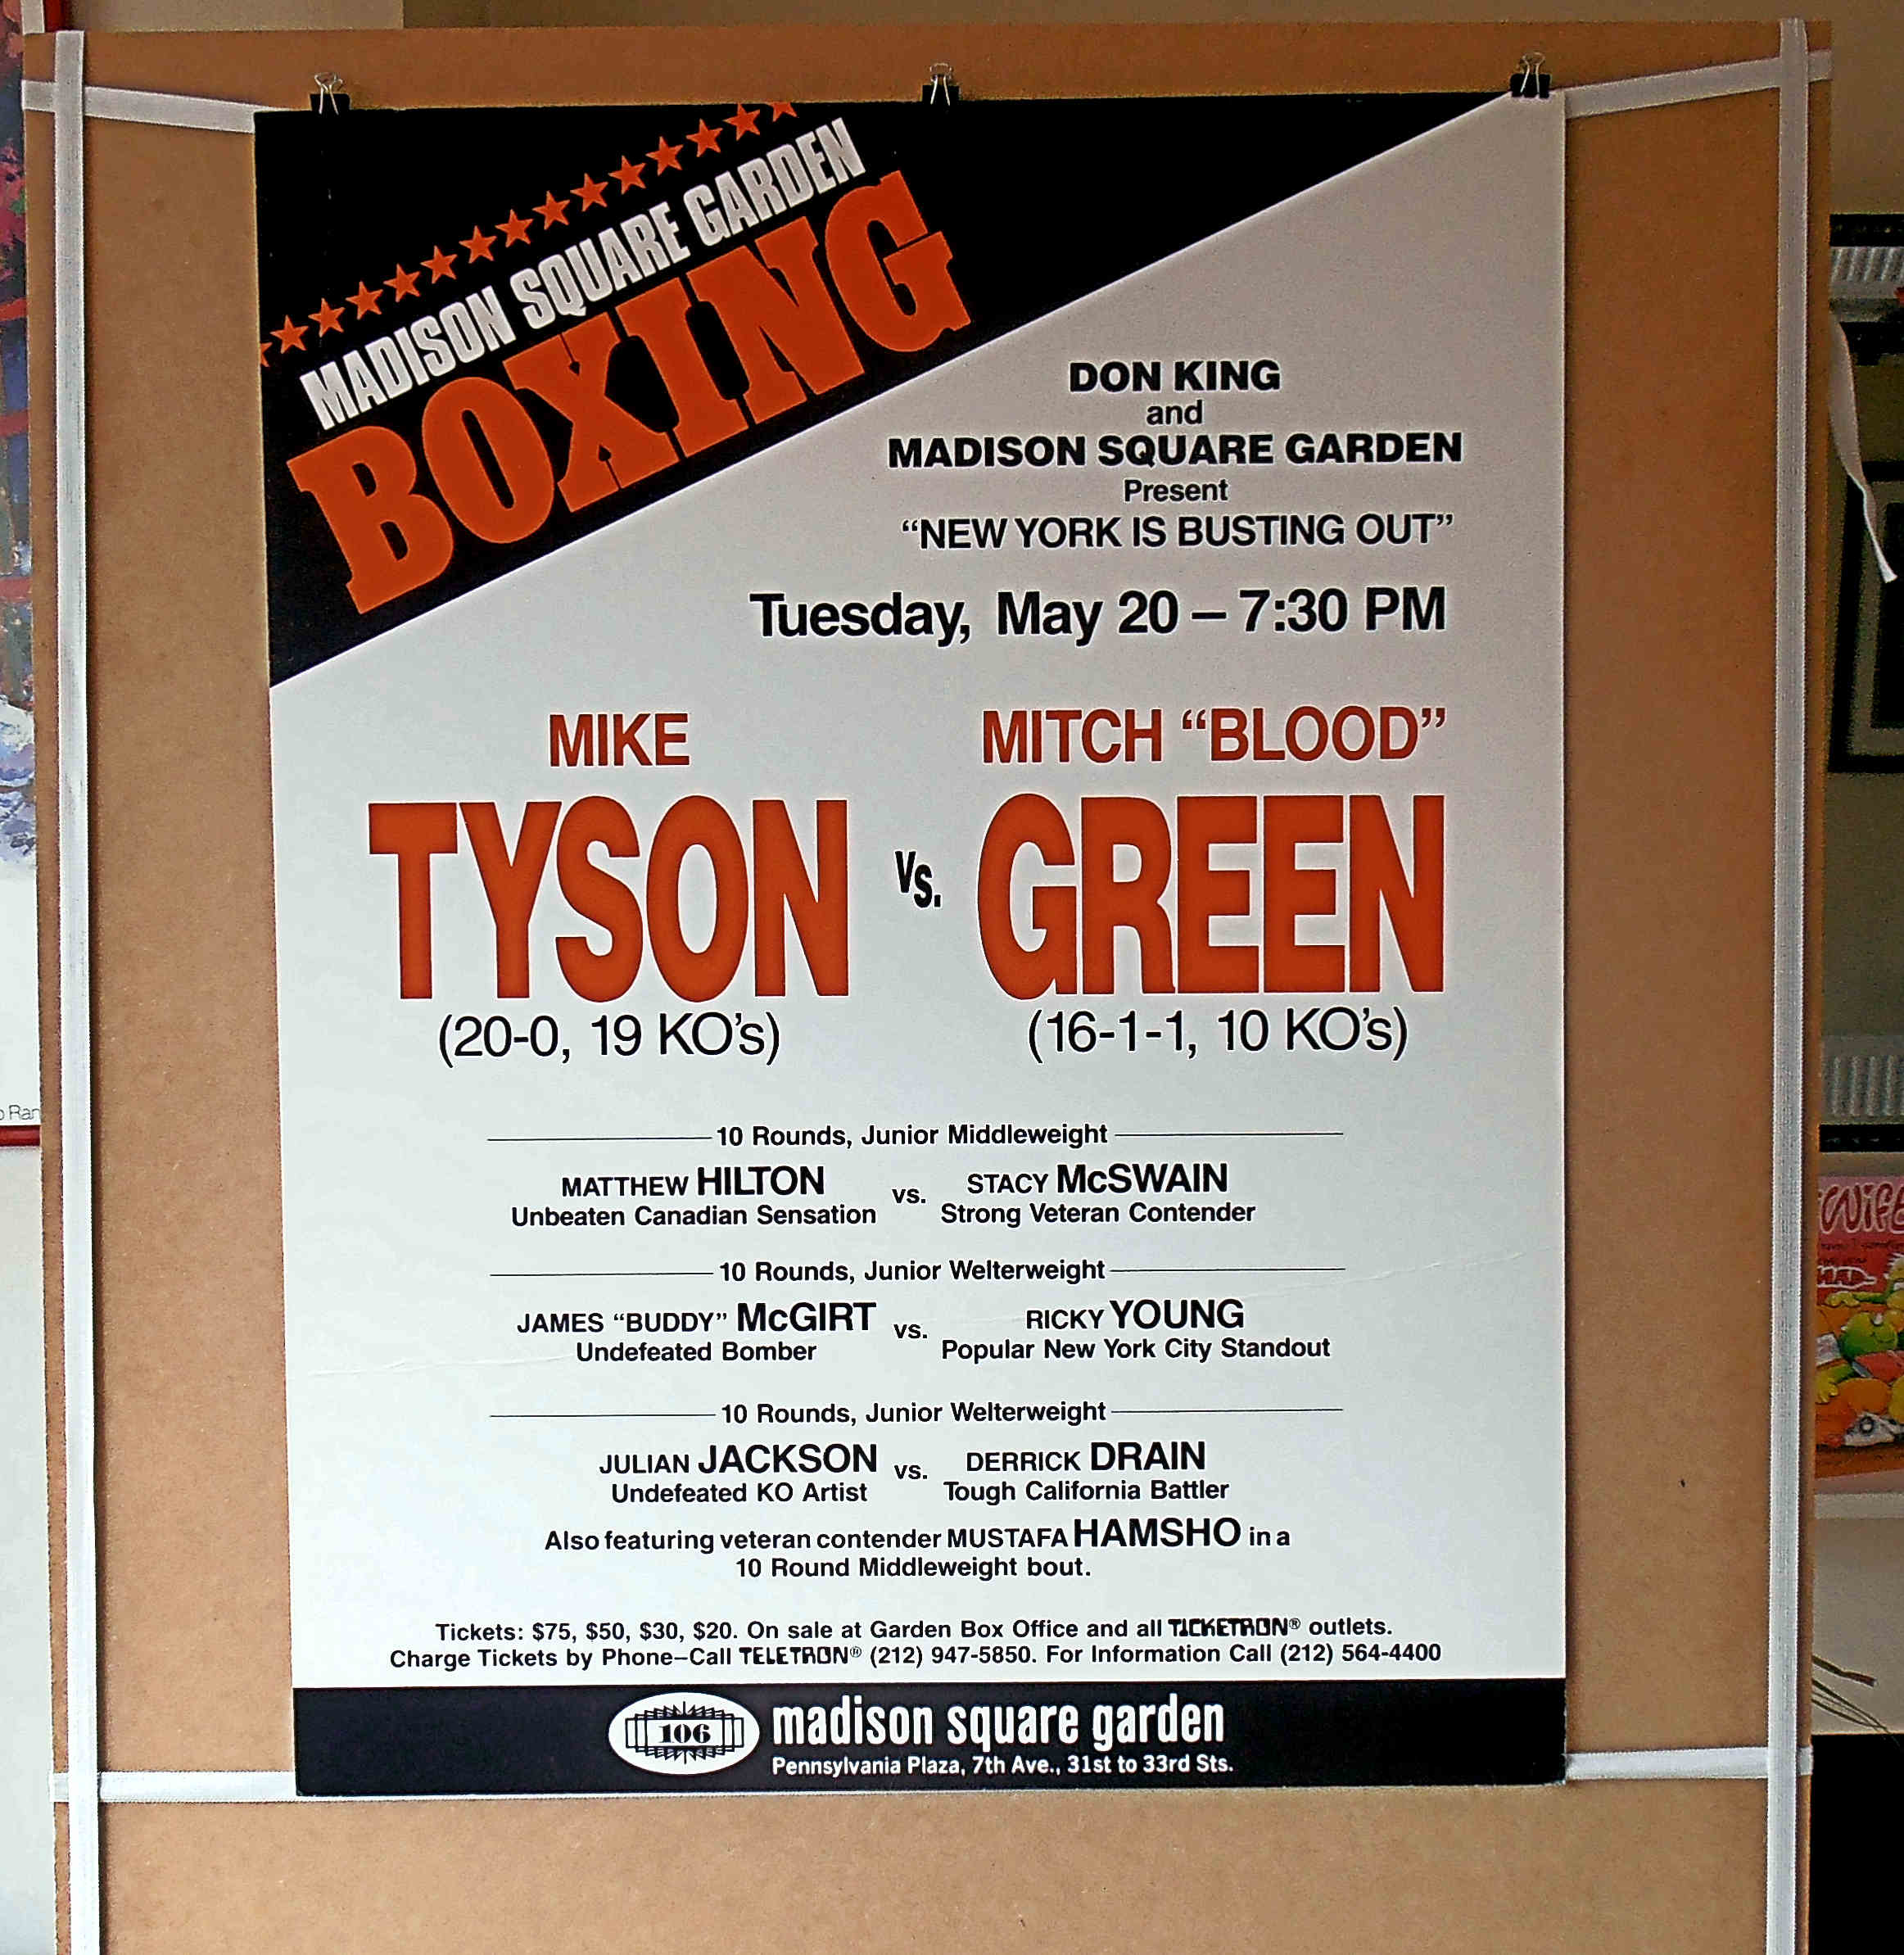 MADISON SQUARE GARDEN
BOXING
DON KING
and
MADISON SQUARE GARDEN
Present
“NEW YORK IS BUSTING OUT”
Tuesday, May 20 – 7:30 PM
MIKE
TYSON
(20-0, 19 KO's)
vs.
MITCH “BLOOD”
GREEN
(16-1-1, 10 KO's)
10 Rounds, Junior Middleweight
MATTHEW HILTON vs. STACY McSWAIN
Unbeaten Canadian Sensation Strong Veteran Contender
10 Rounds, Junior Welterweight
JAMES “BUDDY” McGIRT vs. RICKY YOUNG
Undefeated Bomber Popular New York City Standout
10 Rounds, Junior Welterweight
JULIAN JACKSON vs. DERRICK DRAIN
Undefeated KO Artist Tough California Battler
Also featuring veteran contender MUSTAFA HAMSHO in a
10 Round Middleweight bout.
Tickets: $75, $50, $30, $20. On sale at Garden Box Office and all TICKETRON® outlets.
Charge Tickets by Phone–Call TELETRON® (212) 947-5850. For Information Call (212) 564-4400
106
madison square garden
Pennsylvania Plaza, 7th Ave., 31st to 33rd Sts.
Ran
WiFE
MAD